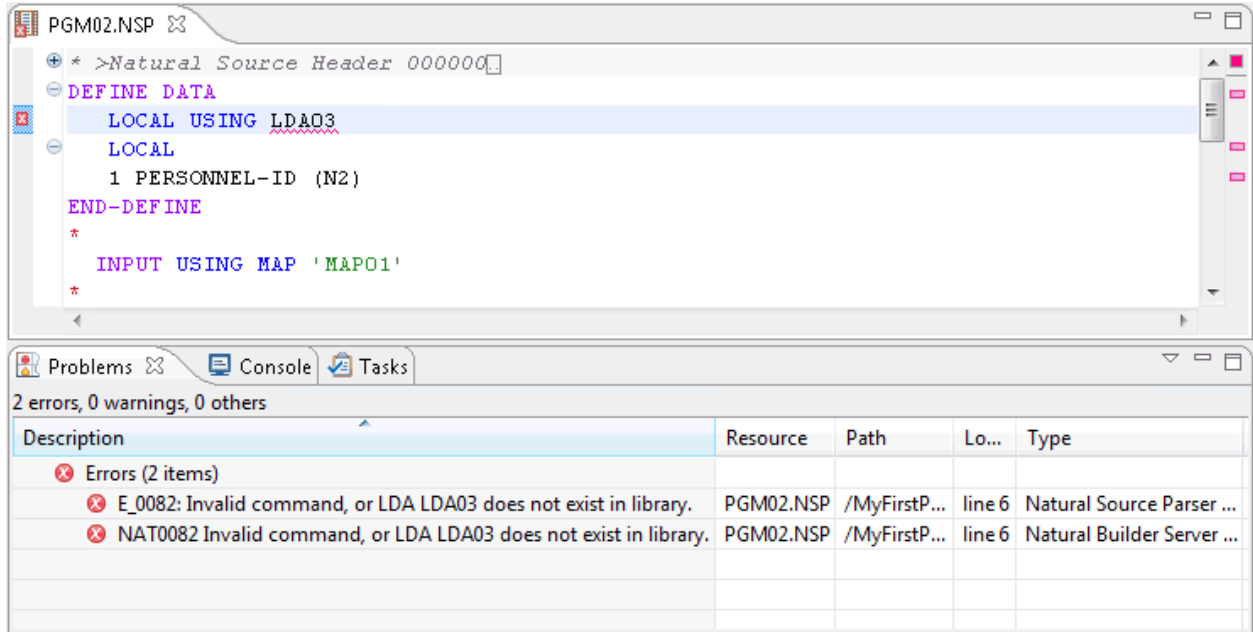 PGM02.NSP
* >Natural Source Header 000000
DEFINE DATA
LOCAL USING LDA03
LOCAL
1 PERSONNEL-ID (N2)
END-DEFINE
*
INPUT USING MAP 'MAP01'
*
Problems Console Tasks
2 errors, 0 warnings, 0 others
Description Resource Path Lo... Type
Errors (2 items)
E_0082: Invalid command, or LDA LDA03 does not exist in library. PGM02.NSP /MyFirstP... line 6 Natural Source Parser ...
NAT0082 Invalid command, or LDA LDA03 does not exist in library. PGM02.NSP /MyFirstP... line 6 Natural Builder Server ...